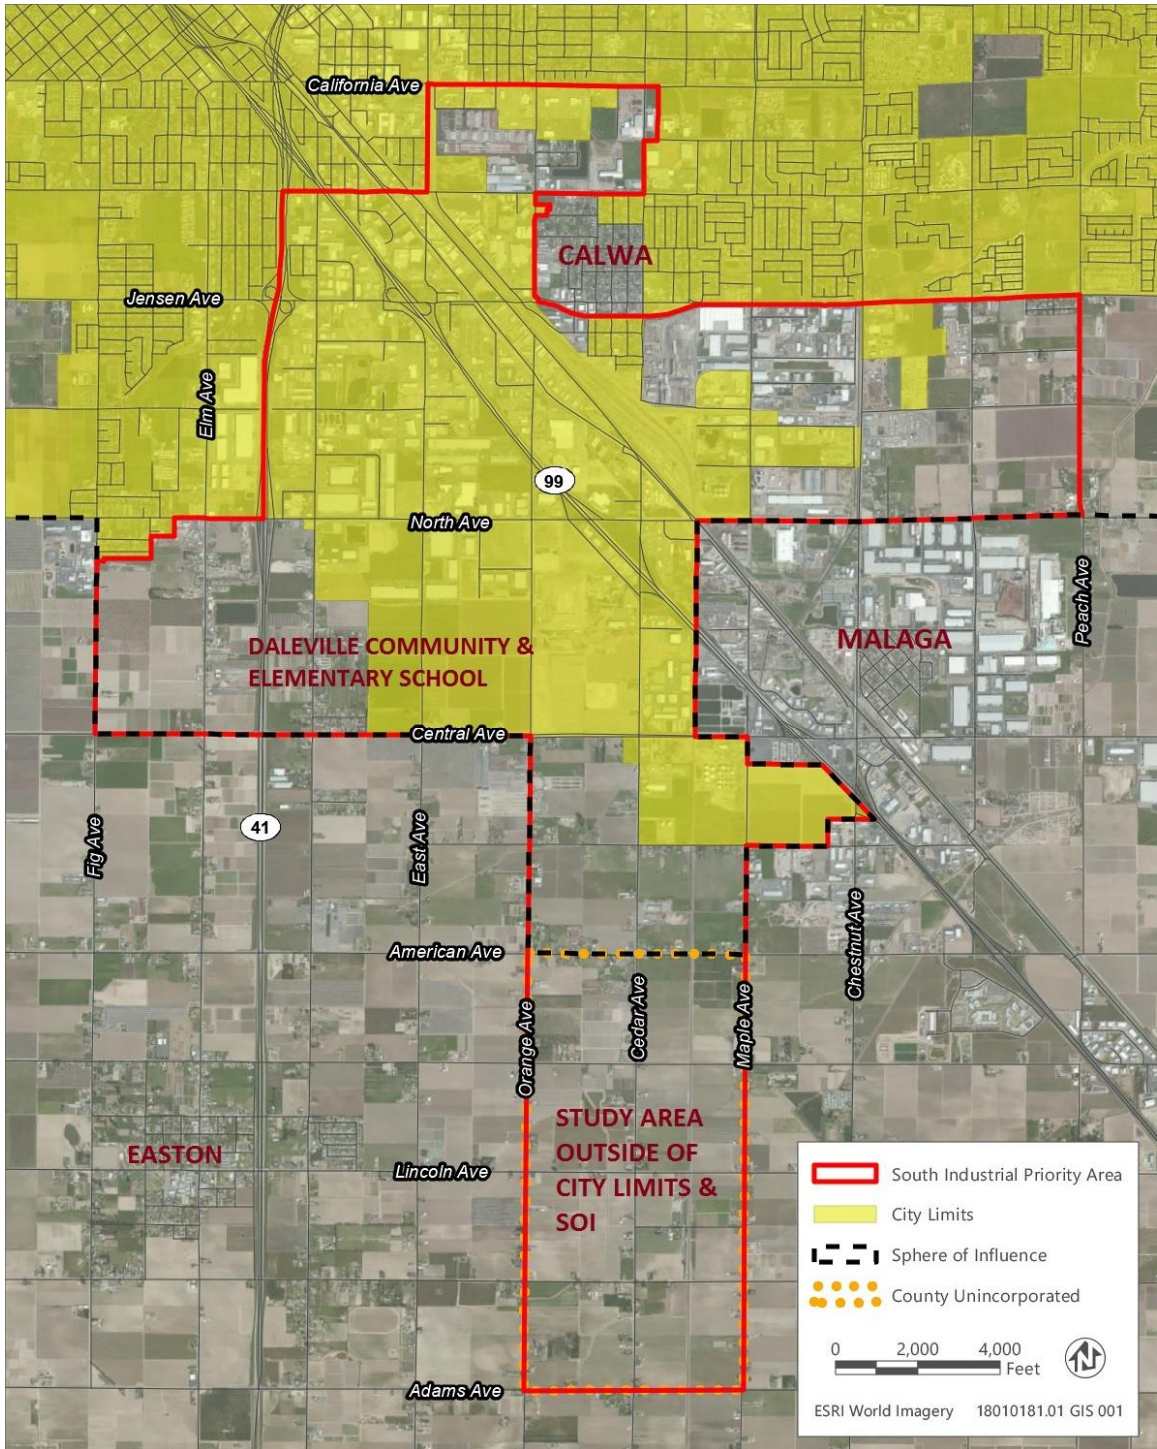 California Ave
CALWA
Jensen Ave
Elm Ave
99
North Ave
Peach Ave
MALAGA
DALEVILLE COMMUNITY &
ELEMENTARY SCHOOL
Central Ave
41
Fig Ave
East Ave
Chestnut Ave
American Ave
Orange Ave
Cedar Ave
Maple Ave
STUDY AREA
OUTSIDE OF
CITY LIMITS &
SOI
EASTON
Lincoln Ave
Adams Ave
South Industrial Priority Area
City Limits
Sphere of Influence
County Unincorporated
0 2,000 4,000
Feet
N
ESRI World Imagery 18010181.01 GIS 001